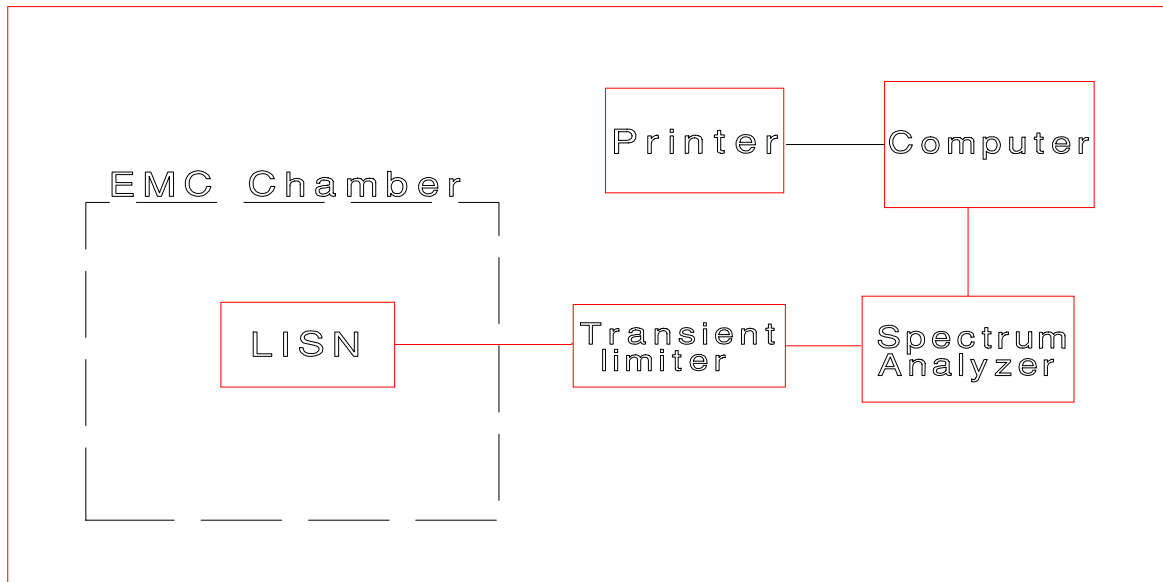 Printer
Computer
EMC Chamber
LISN
Transient
limiter
Spectrum
Analyzer